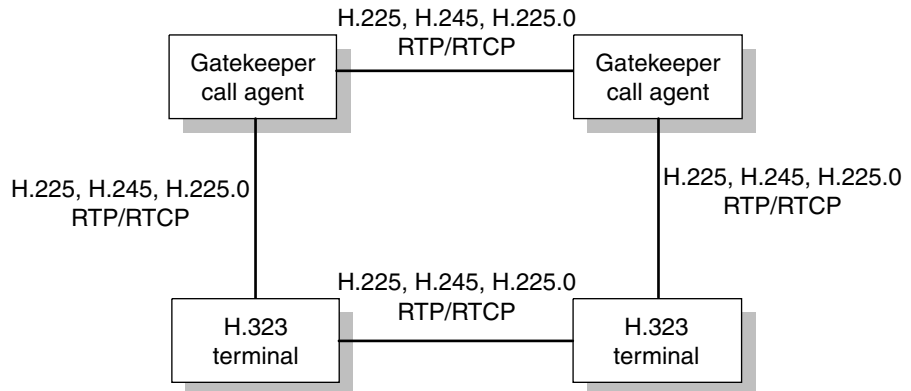 H.225, H.245, H.225.0
RTP/RTCP
Gatekeeper
call agent
Gatekeeper
call agent
H.225, H.245, H.225.0
RTP/RTCP
H.225, H.245, H.225.0
RTP/RTCP
H.225, H.245, H.225.0
RTP/RTCP
H.323
terminal
H.323
terminal